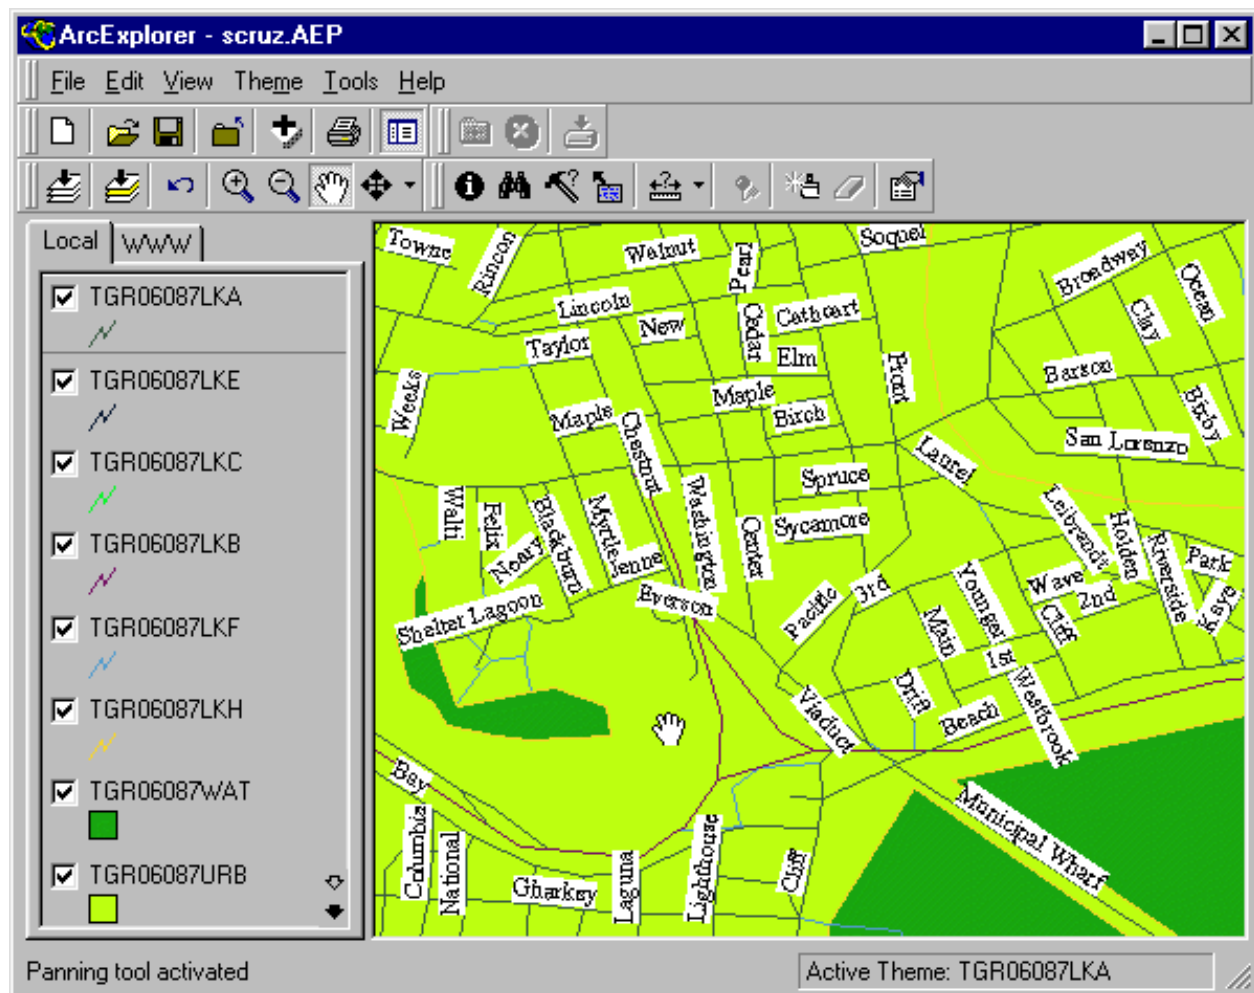 ArcExplorer - scruz.AEP
File Edit View Theme Tools Help
Local WWW
TGR06087LKA
TGR06087LKE
TGR06087LKC
TGR06087LKB
TGR06087LKF
TGR06087LKH
TGR06087WAT
TGR06087URB
Towne
Rincon
Walnut
Pearl
Soquel
Broadway
Ocean
Lincoln
New
Cedar
Cathcart
Clay
Taylor
Elm
Front
Barson
Weeks
Maple
Maple
Birch
Bixby
Chestnut
San Lorenzo
Laurel
Spruce
Walti
Felix
Blackburn
Myrtle
Washington
Center
Sycamore
Leibrandt
Holden
Riverside
Park
Neary
Jenne
Everson
Shelter Lagoon
Pacific
3rd
Younger
Wave
2nd
Cliff
Main
1st
Kaye
Drift
Westbrook
Beach
Viaduct
Bay
Municipal Wharf
Columbia
National
Gharkey
Laguna
Lighthouse
Cliff
Panning tool activated
Active Theme: TGR06087LKA